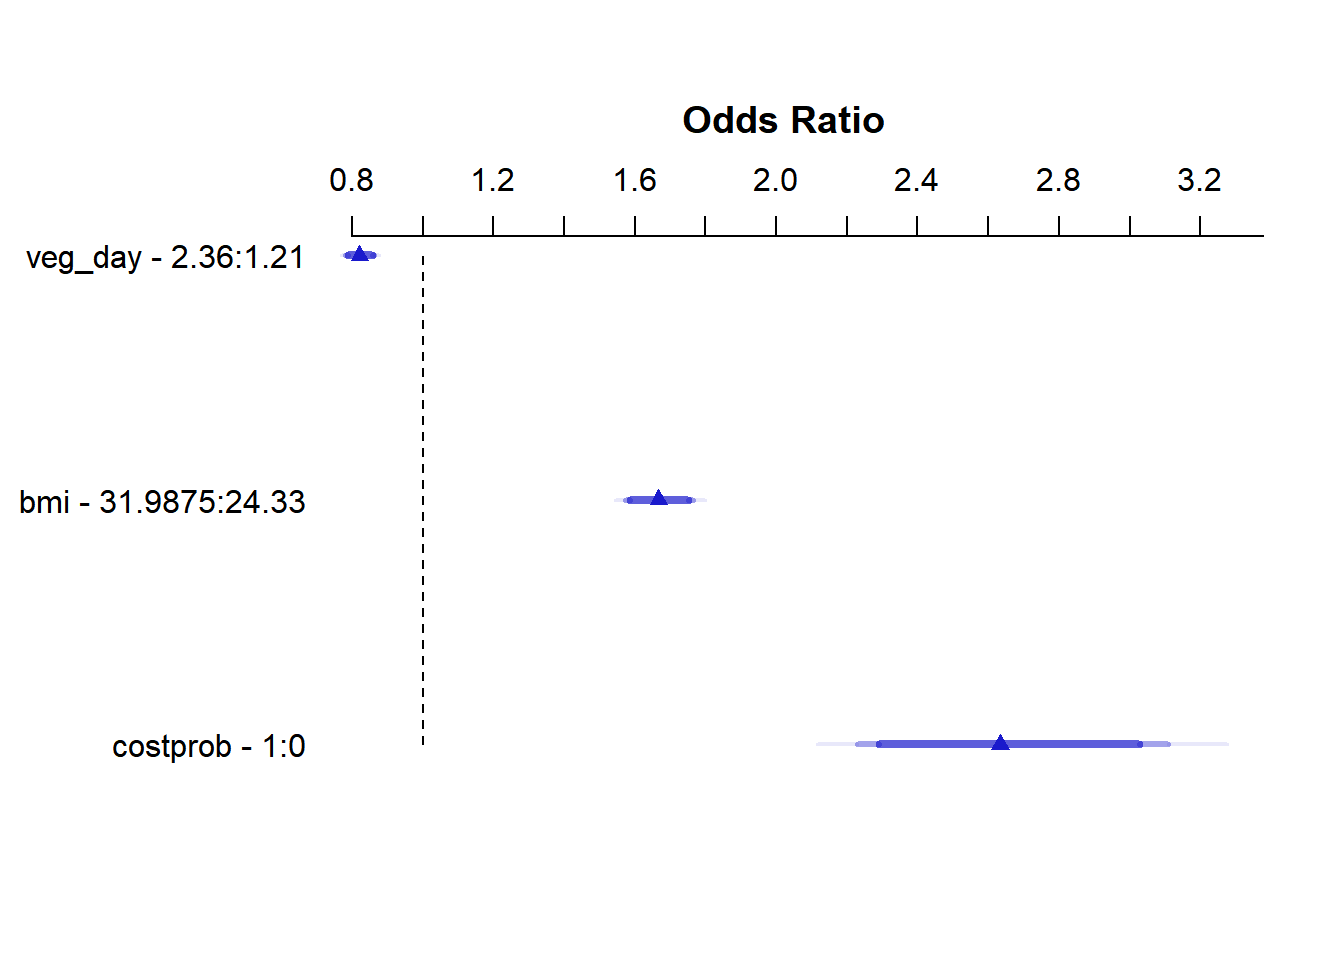 Odds Ratio
0.8 1.2 1.6 2.0 2.4 2.8 3.2
veg_day - 2.36:1.21
bmi - 31.9875:24.33
costprob - 1:0